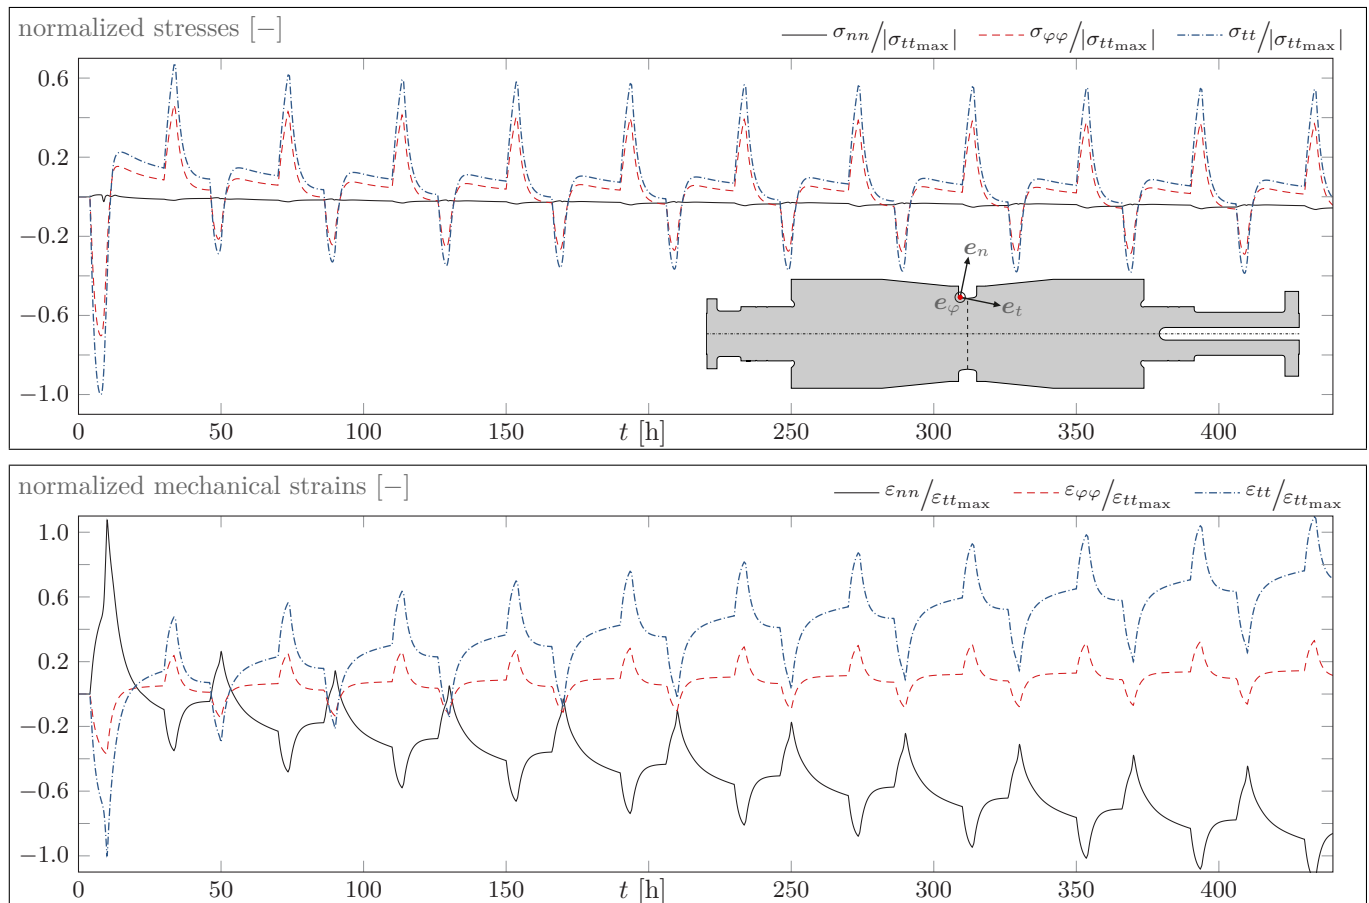 normalized stresses [−]
σnn/|σttmax| σφφ/|σttmax| σtt/|σttmax|
0.6
0.2
−0.2
−0.6
−1.0
en
eφ
et
0 50 100 150 t [h] 250 300 350 400
normalized mechanical strains [−]
εnn/εttmax εφφ/εttmax εtt/εttmax
1.0
0.6
0.2
−0.2
−0.6
−1.0
0 50 100 150 t [h] 250 300 350 400